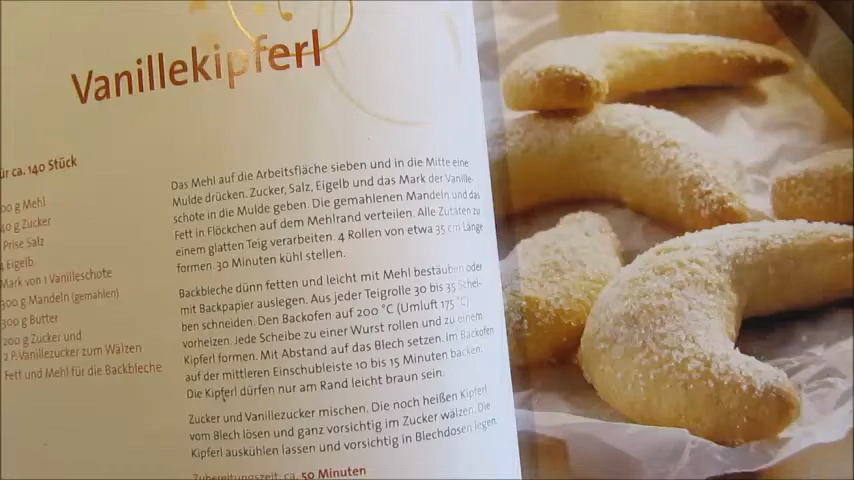 Vanillekipferl
ür ca. 140 Stück
00 g Mehl
40 g Zucker
Prise Salz
Eigelb
Mark von 1 Vanilleschote
300 g Mandeln (gemahlen)
300 g Butter
200 g Zucker und
2 P. Vanillezucker zum Wälzen
Fett und Mehl für die Backbleche
Das Mehl auf die Arbeitsfläche sieben und in die Mitte eine
Mulde drücken. Zucker, Salz, Eigelb und das Mark der Vanille-
schote in die Mulde geben. Die gemahlenen Mandeln und das
Fett in Flöckchen auf dem Mehlrand verteilen. Alle Zutaten zu
einem glatten Teig verarbeiten. 4 Rollen von etwa 35 cm Länge
formen. 30 Minuten kühl stellen.
Backbleche dünn fetten und leicht mit Mehl bestäuben oder
mit Backpapier auslegen. Aus jeder Teigrolle 30 bis 35 Schei-
ben schneiden. Den Backofen auf 200 °C (Umluft 175 °C)
vorheizen. Jede Scheibe zu einer Wurst rollen und zu einem
Kipferl formen. Mit Abstand auf das Blech setzen. Im Backofen
auf der mittleren Einschubleiste 10 bis 15 Minuten backen.
Die Kipferl dürfen nur am Rand leicht braun sein.
Zucker und Vanillezucker mischen. Die noch heißen Kipferl
vom Blech lösen und ganz vorsichtig im Zucker wälzen. Die
Kipferl auskühlen lassen und vorsichtig in Blechdosen legen.
Zubereitungszeit: ca. 50 Minuten